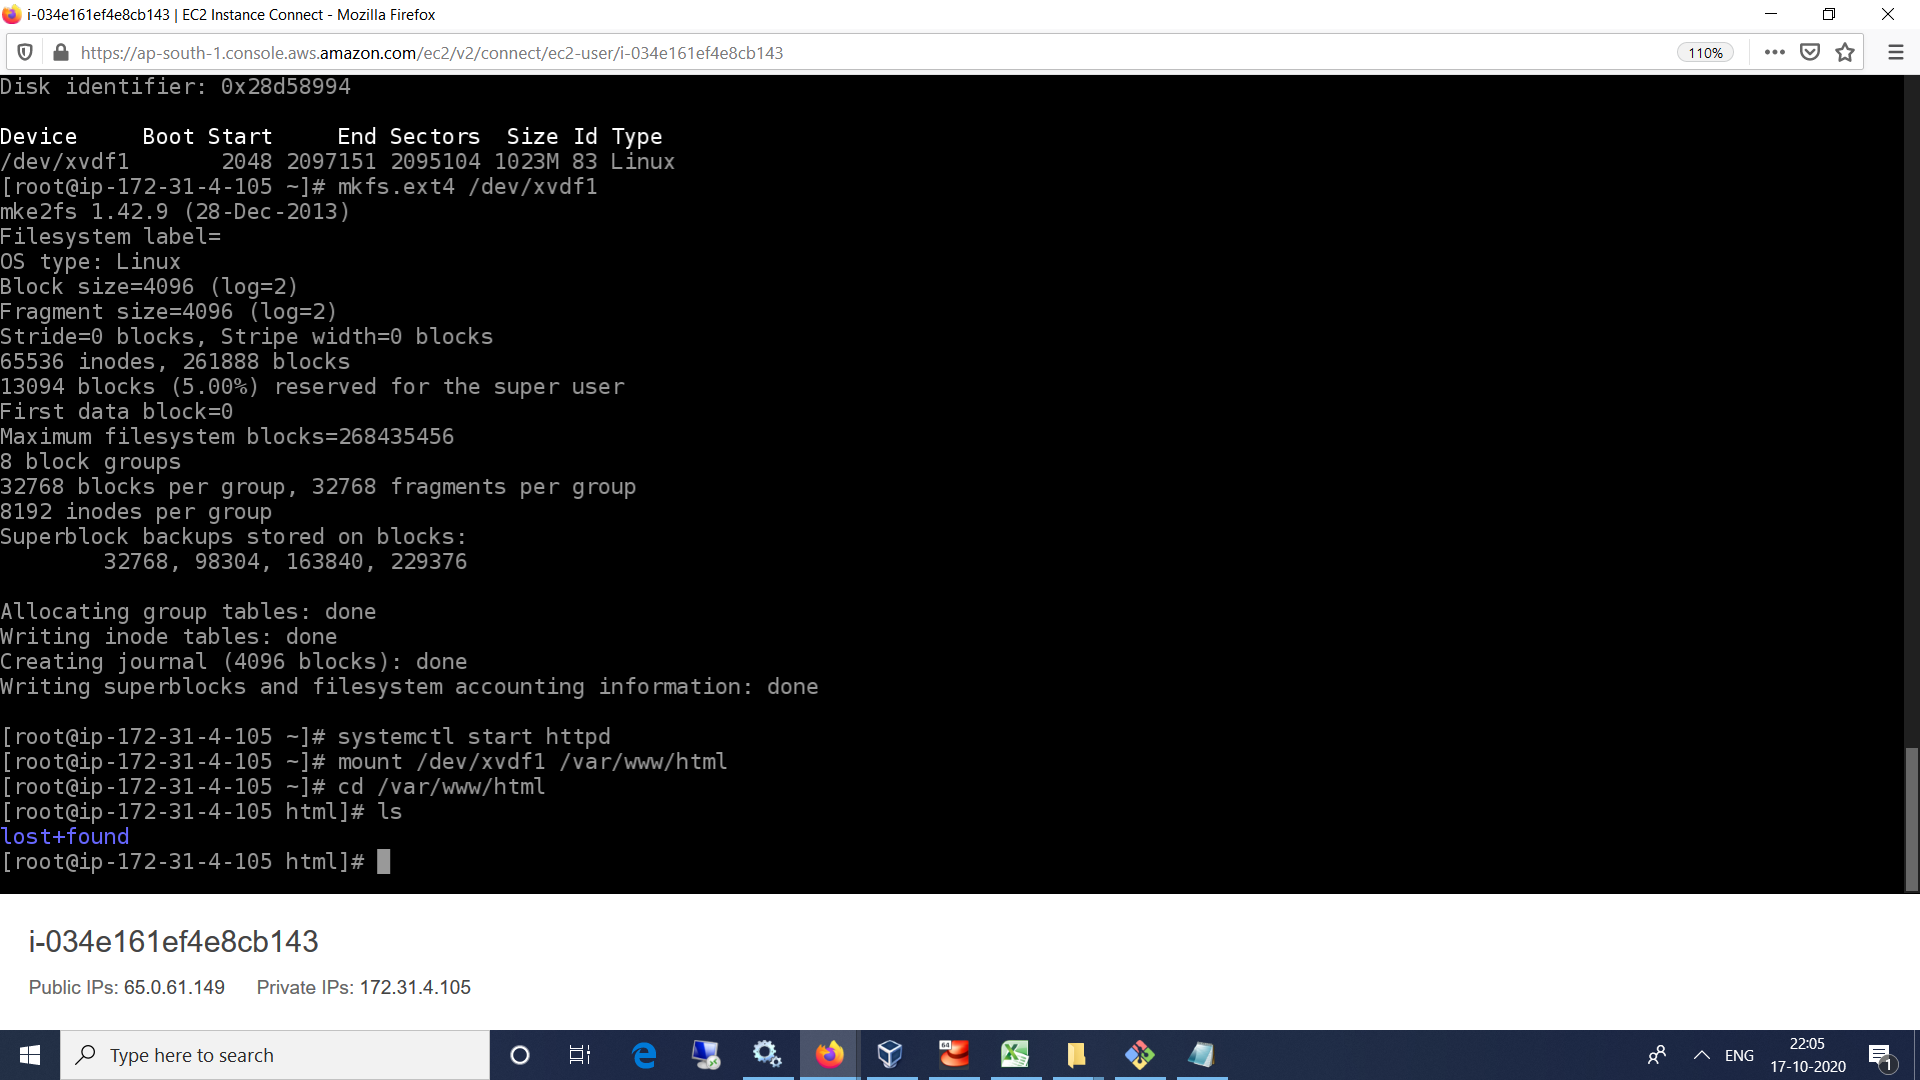 i-034e161ef4e8cb143 | EC2 Instance Connect - Mozilla Firefox
https://ap-south-1.console.aws.amazon.com/ec2/v2/connect/ec2-user/i-034e161ef4e8cb143
110%
Disk identifier: 0x28d58994
Device     Boot Start     End Sectors  Size Id Type
/dev/xvdf1       2048 2097151 2095104 1023M 83 Linux
[root@ip-172-31-4-105 ~]# mkfs.ext4 /dev/xvdf1
mke2fs 1.42.9 (28-Dec-2013)
Filesystem label=
OS type: Linux
Block size=4096 (log=2)
Fragment size=4096 (log=2)
Stride=0 blocks, Stripe width=0 blocks
65536 inodes, 261888 blocks
13094 blocks (5.00%) reserved for the super user
First data block=0
Maximum filesystem blocks=268435456
8 block groups
32768 blocks per group, 32768 fragments per group
8192 inodes per group
Superblock backups stored on blocks:
        32768, 98304, 163840, 229376
Allocating group tables: done
Writing inode tables: done
Creating journal (4096 blocks): done
Writing superblocks and filesystem accounting information: done
[root@ip-172-31-4-105 ~]# systemctl start httpd
[root@ip-172-31-4-105 ~]# mount /dev/xvdf1 /var/www/html
[root@ip-172-31-4-105 ~]# cd /var/www/html
[root@ip-172-31-4-105 html]# ls
lost+found
[root@ip-172-31-4-105 html]#
i-034e161ef4e8cb143
Public IPs: 65.0.61.149 Private IPs: 172.31.4.105
Type here to search
64
ENG
22:05
17-10-2020
1